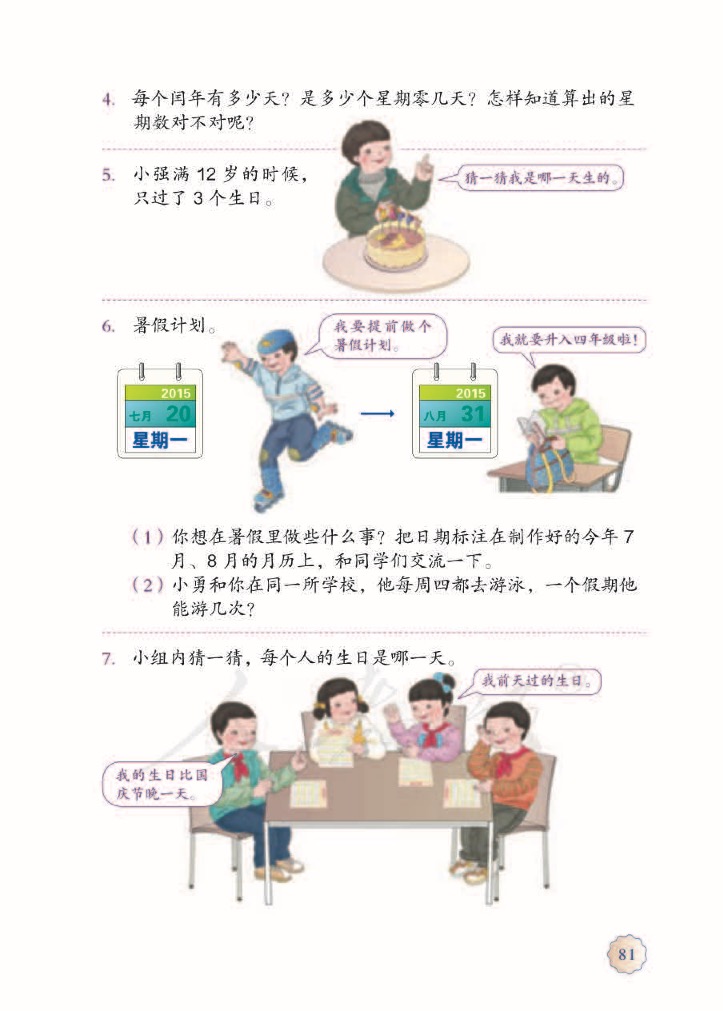 4. 每个闰年有多少天？是多少个星期零几天？怎样知道算出的星
期数对不对呢？
5. 小强满 12 岁的时候，
只过了 3 个生日。
猜一猜我是哪一天生的。
6. 暑假计划。
我要提前做个
暑假计划。
我就要升入四年级啦！
2015
七月 20
星期一
2015
八月 31
星期一
（1）你想在暑假里做些什么事？把日期标注在制作好的今年 7
月、8 月的月历上，和同学们交流一下。
（2）小勇和你在同一所学校，他每周四都去游泳，一个假期他
能游几次？
7. 小组内猜一猜，每个人的生日是哪一天。
我前天过的生日。
我的生日比国
庆节晚一天。
81